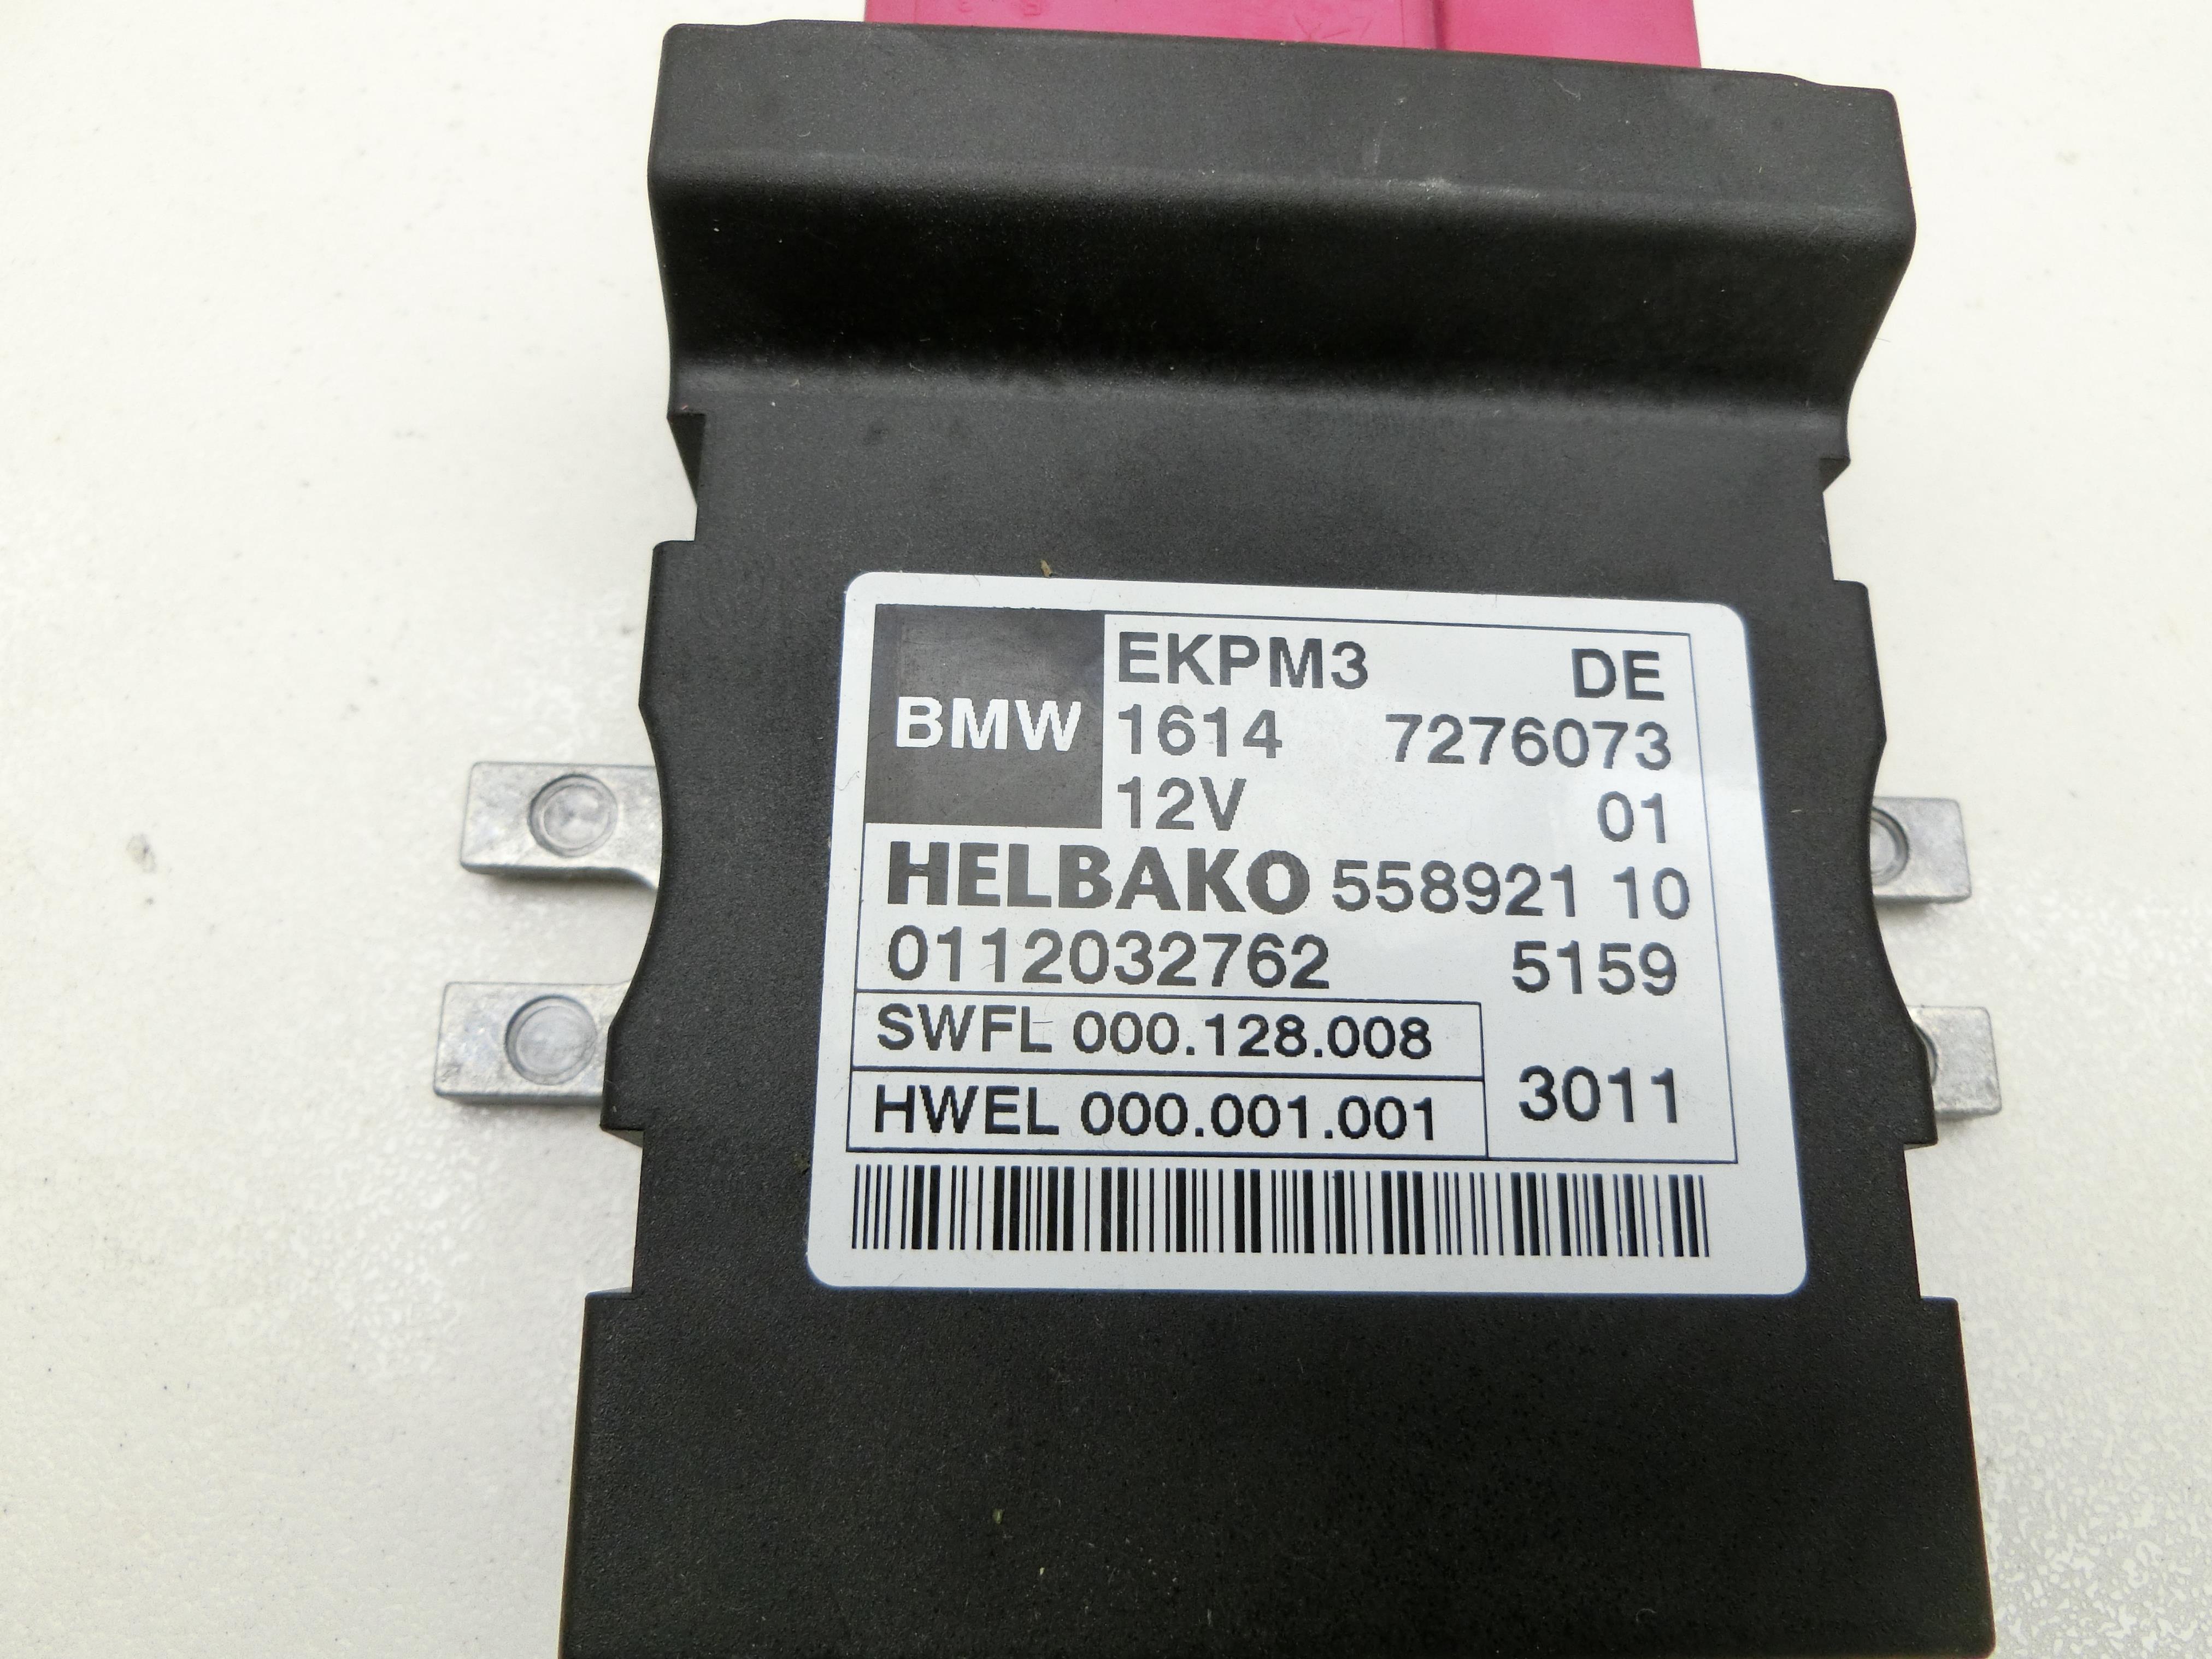 EKPM3 DE
BMW 1614 7276073
12V 01
HELBAKO 558921 10
0112032762 5159
SWFL 000.128.008
HWEL 000.001.001 3011